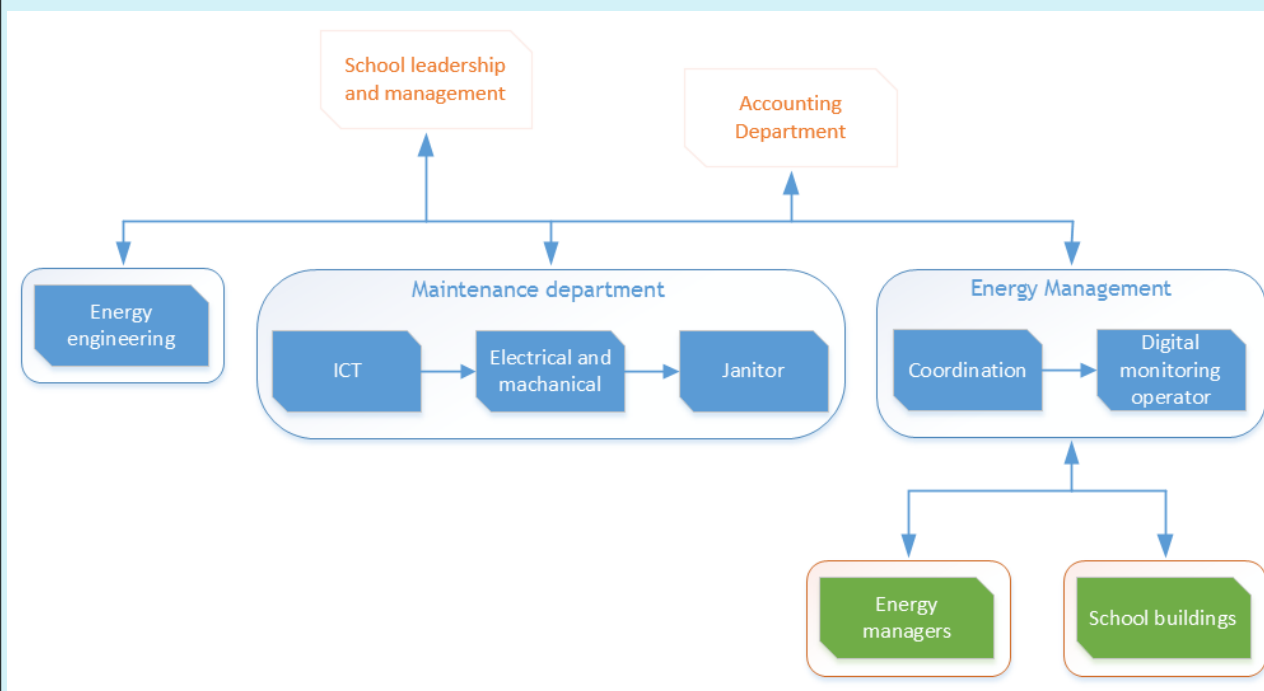 School leadership
and management
Accounting
Department
Energy
engineering
Maintenance department
ICT
Electrical and
machanical
Janitor
Energy Management
Coordination
Digital
monitoring
operator
Energy
managers
School buildings